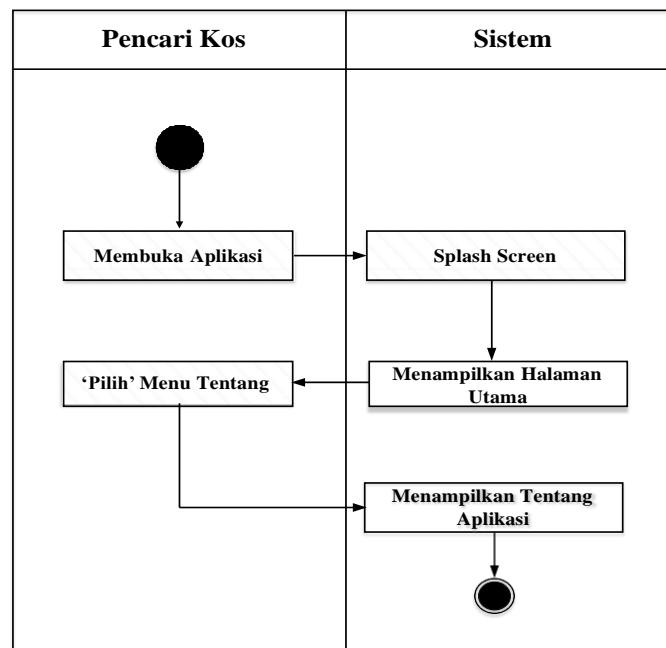 Pencari Kos
Sistem
Membuka Aplikasi
Splash Screen
‘Pilih’ Menu Tentang
Menampilkan Halaman
Utama
Menampilkan Tentang
Aplikasi